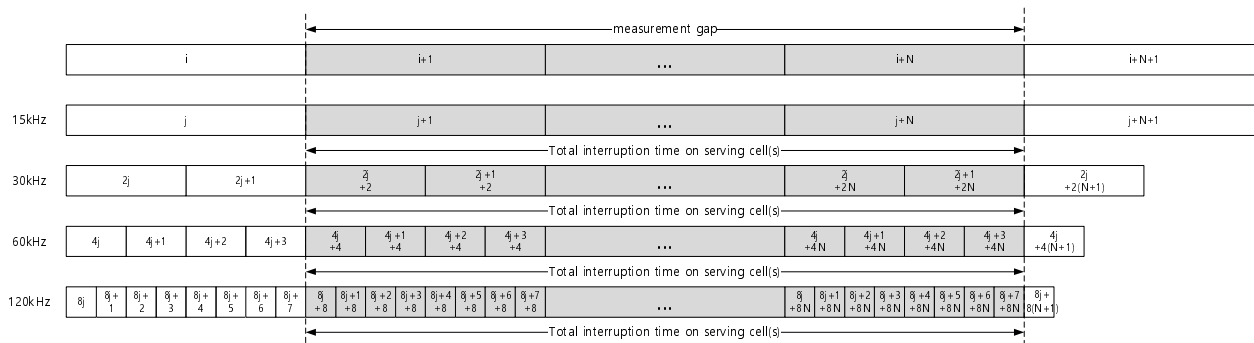 measurement gap
i i+1 ... i+N i+N+1
15kHz j j+1 ... j+N j+N+1
Total interruption time on serving cell(s)
30kHz 2j 2j+1 2j +2 2j+1 +2 ... 2j +2N 2j+1 +2N 2j +2(N+1)
Total interruption time on serving cell(s)
60kHz 4j 4j+1 4j+2 4j+3 4j +4 4j+1 +4 4j+2 +4 4j+3 +4 ... 4j +4N 4j+1 +4N 4j+2 +4N 4j+3 +4N 4j +4(N+1)
Total interruption time on serving cell(s)
120kHz 8j 8j+ 1 8j+ 2 8j+ 3 8j+ 4 8j+ 5 8j+ 6 8j+ 7 8j +8 8j+1 +8 8j+2 +8 8j+3 +8 8j+4 +8 8j+5 +8 8j+6 +8 8j+7 +8 ... 8j +8N 8j+1 +8N 8j+2 +8N 8j+3 +8N 8j+4 +8N 8j+5 +8N 8j+6 +8N 8j+7 +8N 8j+ 8(N+1)
Total interruption time on serving cell(s)